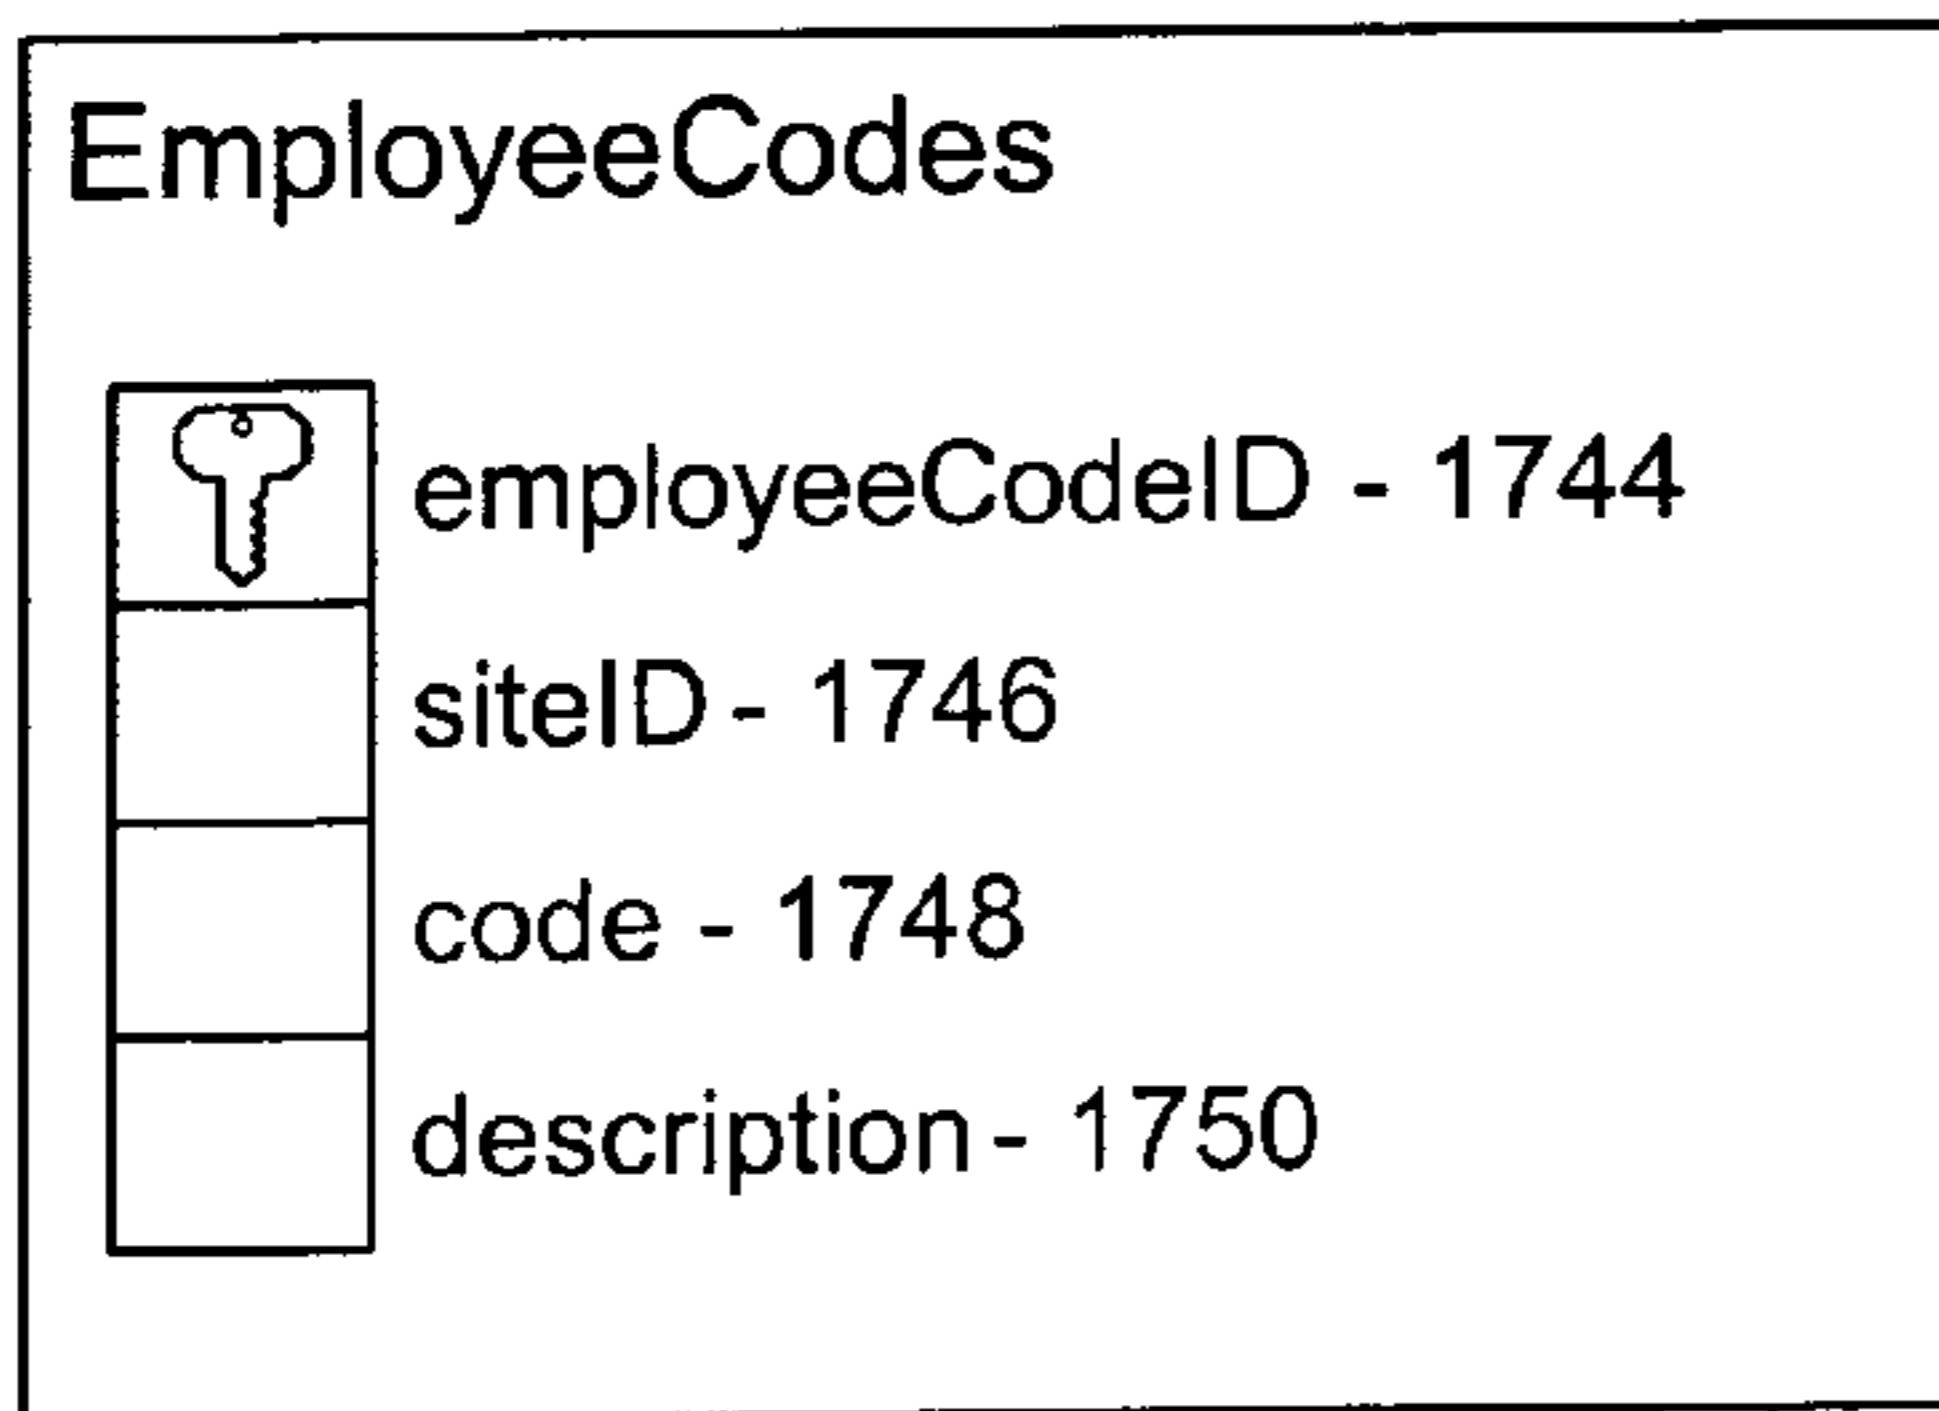 EmployeeCodes
employeeCodeID - 1744
siteID - 1746
code - 1748
description - 1750